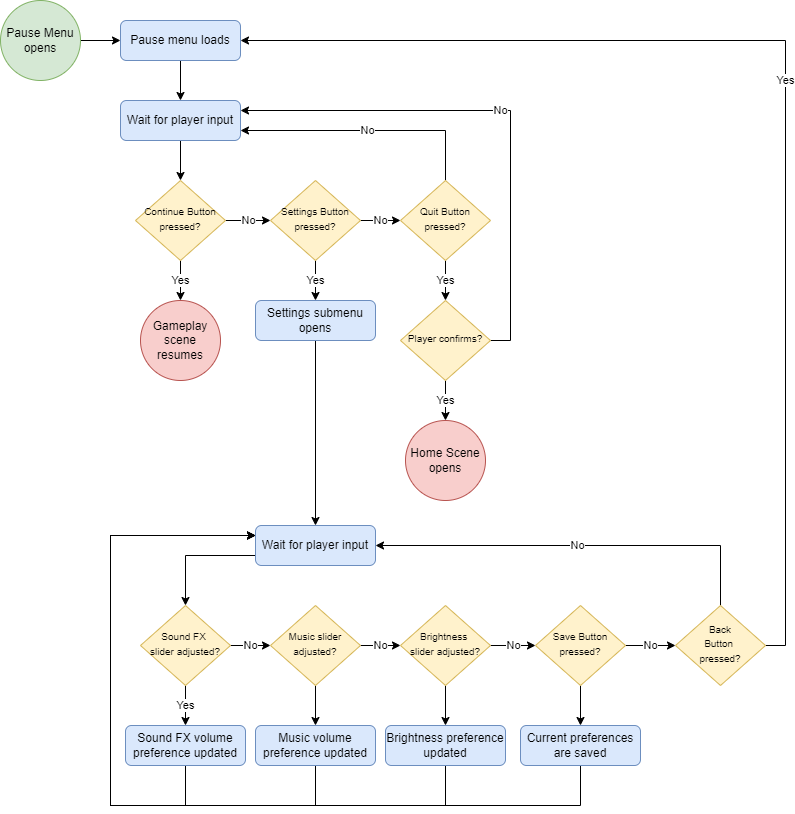 Pause Menu
opens
Pause menu loads
Yes
Wait for player input
No
No
Continue Button
pressed?
No
Settings Button
pressed?
No
Quit Button
pressed?
Yes
Yes
Yes
Gameplay
scene
resumes
Settings submenu
opens
Player confirms?
Yes
Home Scene
opens
Wait for player input
No
Sound FX
slider adjusted?
No
Music slider
adjusted?
No
Brightness
slider adjusted?
No
Save Button
pressed?
No
Back
Button
pressed?
Yes
Sound FX volume
preference updated
Music volume
preference updated
Brightness preference
updated
Current preferences
are saved